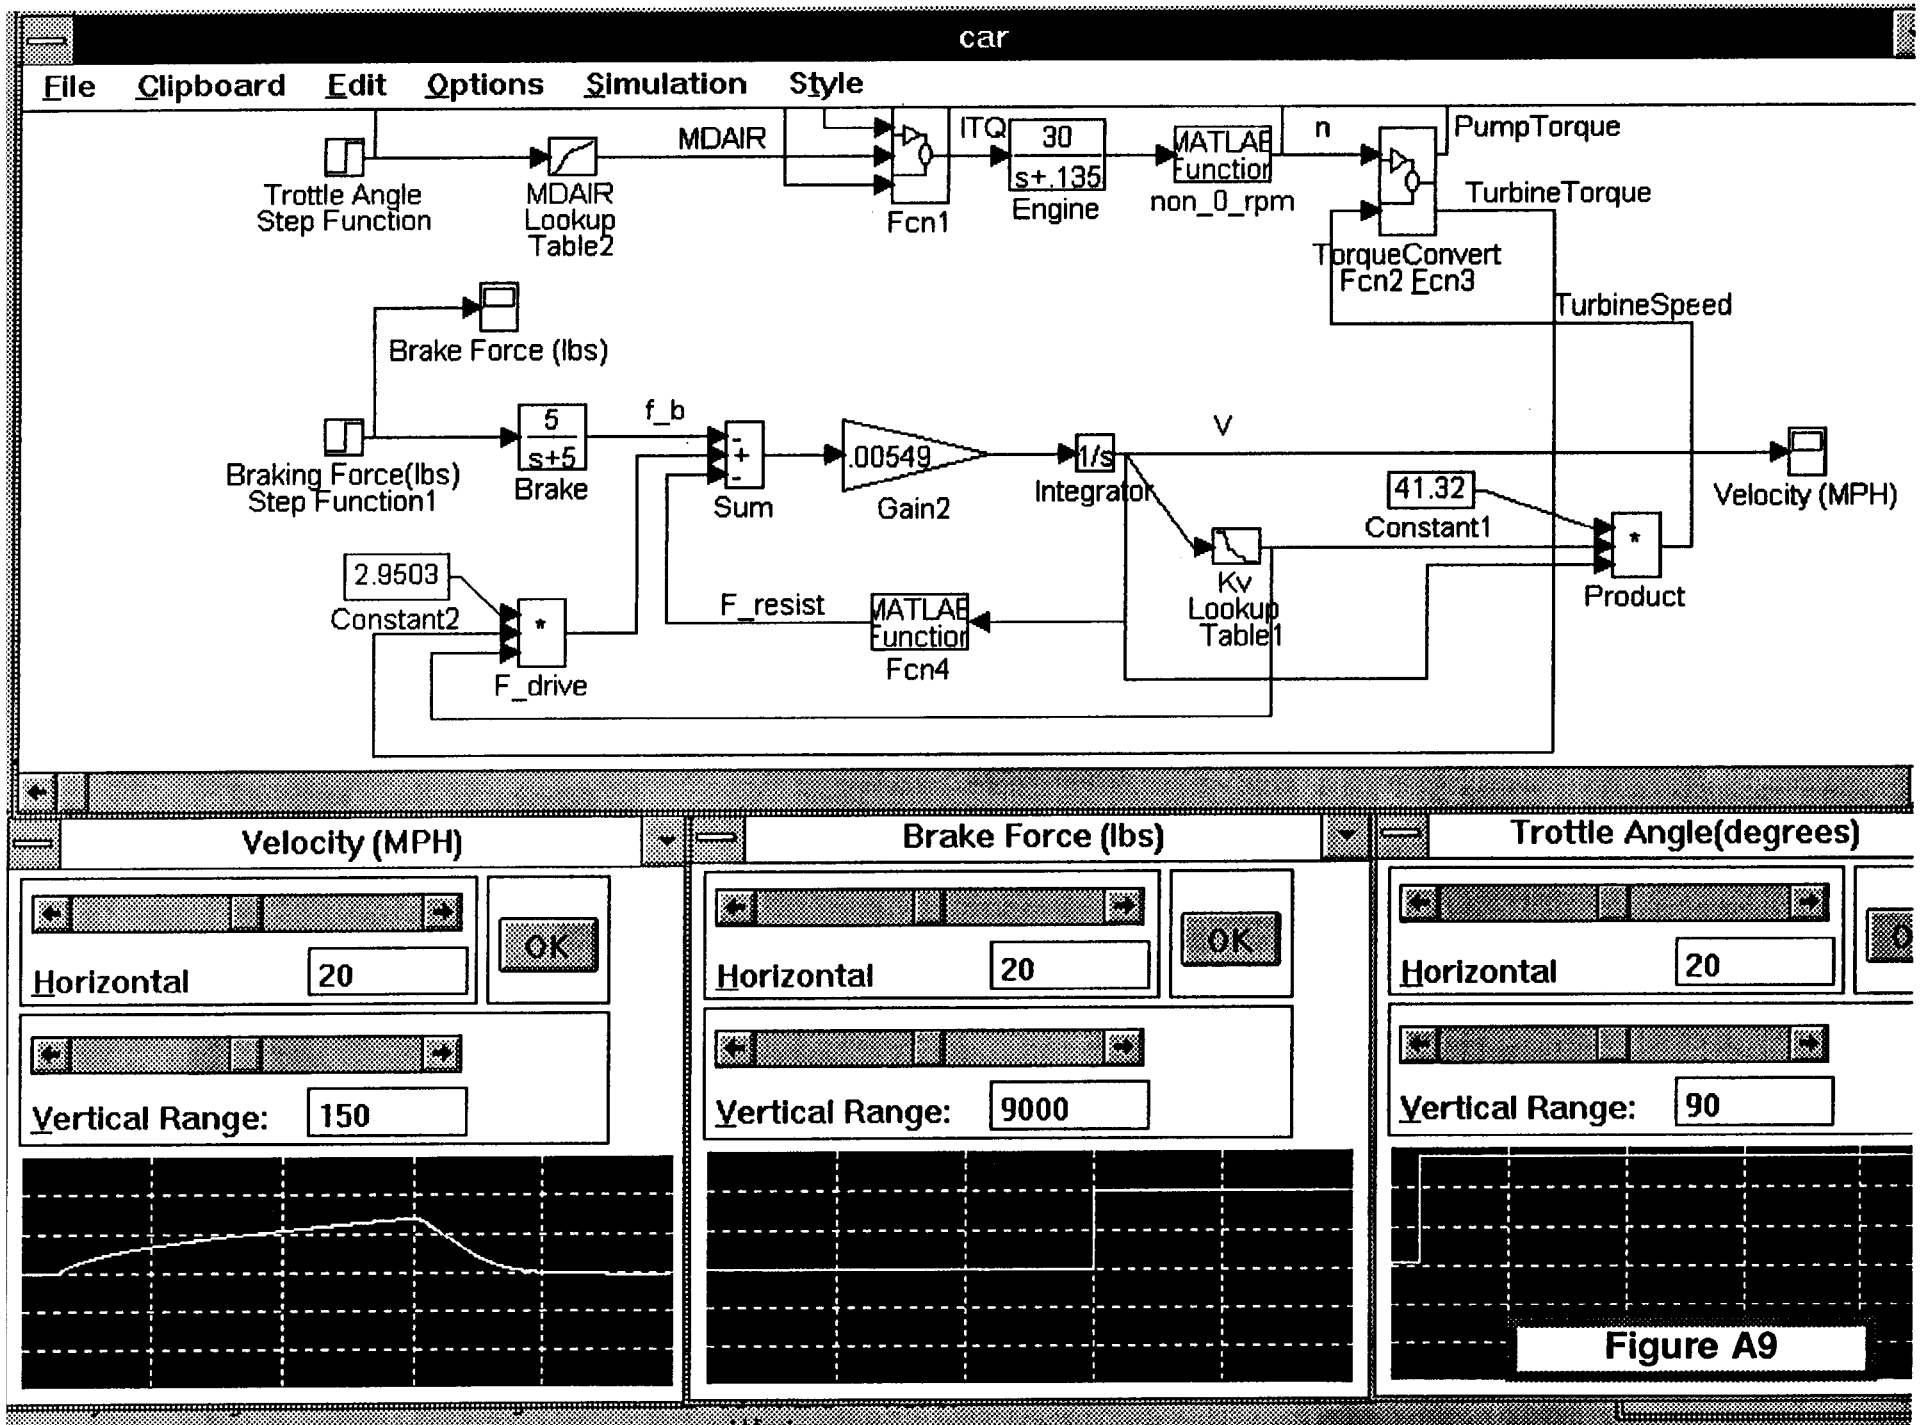 car
File Clipboard Edit Options Simulation Style
MDAIR
ITQ
n
PumpTorque
30
s+.135
MATLAB
Function
TurbineTorque
Trottle Angle
Step Function
MDAIR
Lookup
Table2
Fcn1
Engine
non_0_rpm
TorqueConvert
Fcn2 Fcn3
TurbineSpeed
Brake Force (lbs)
5
s+5
f_b
-
+
-
.00549
1/s
V
Braking Force(lbs)
Step Function1
Brake
Sum
Gain2
Integrator
41.32
Constant1
Velocity (MPH)
*
Product
2.9503
Constant2
*
F_drive
F_resist
MATLAB
Function
Fcn4
Kv
Lookup
Table1
Velocity (MPH)
Horizontal
20
OK
Vertical Range:
150
Brake Force (lbs)
Horizontal
20
OK
Vertical Range:
9000
Trottle Angle(degrees)
Horizontal
20
O
Vertical Range:
90
Figure A9